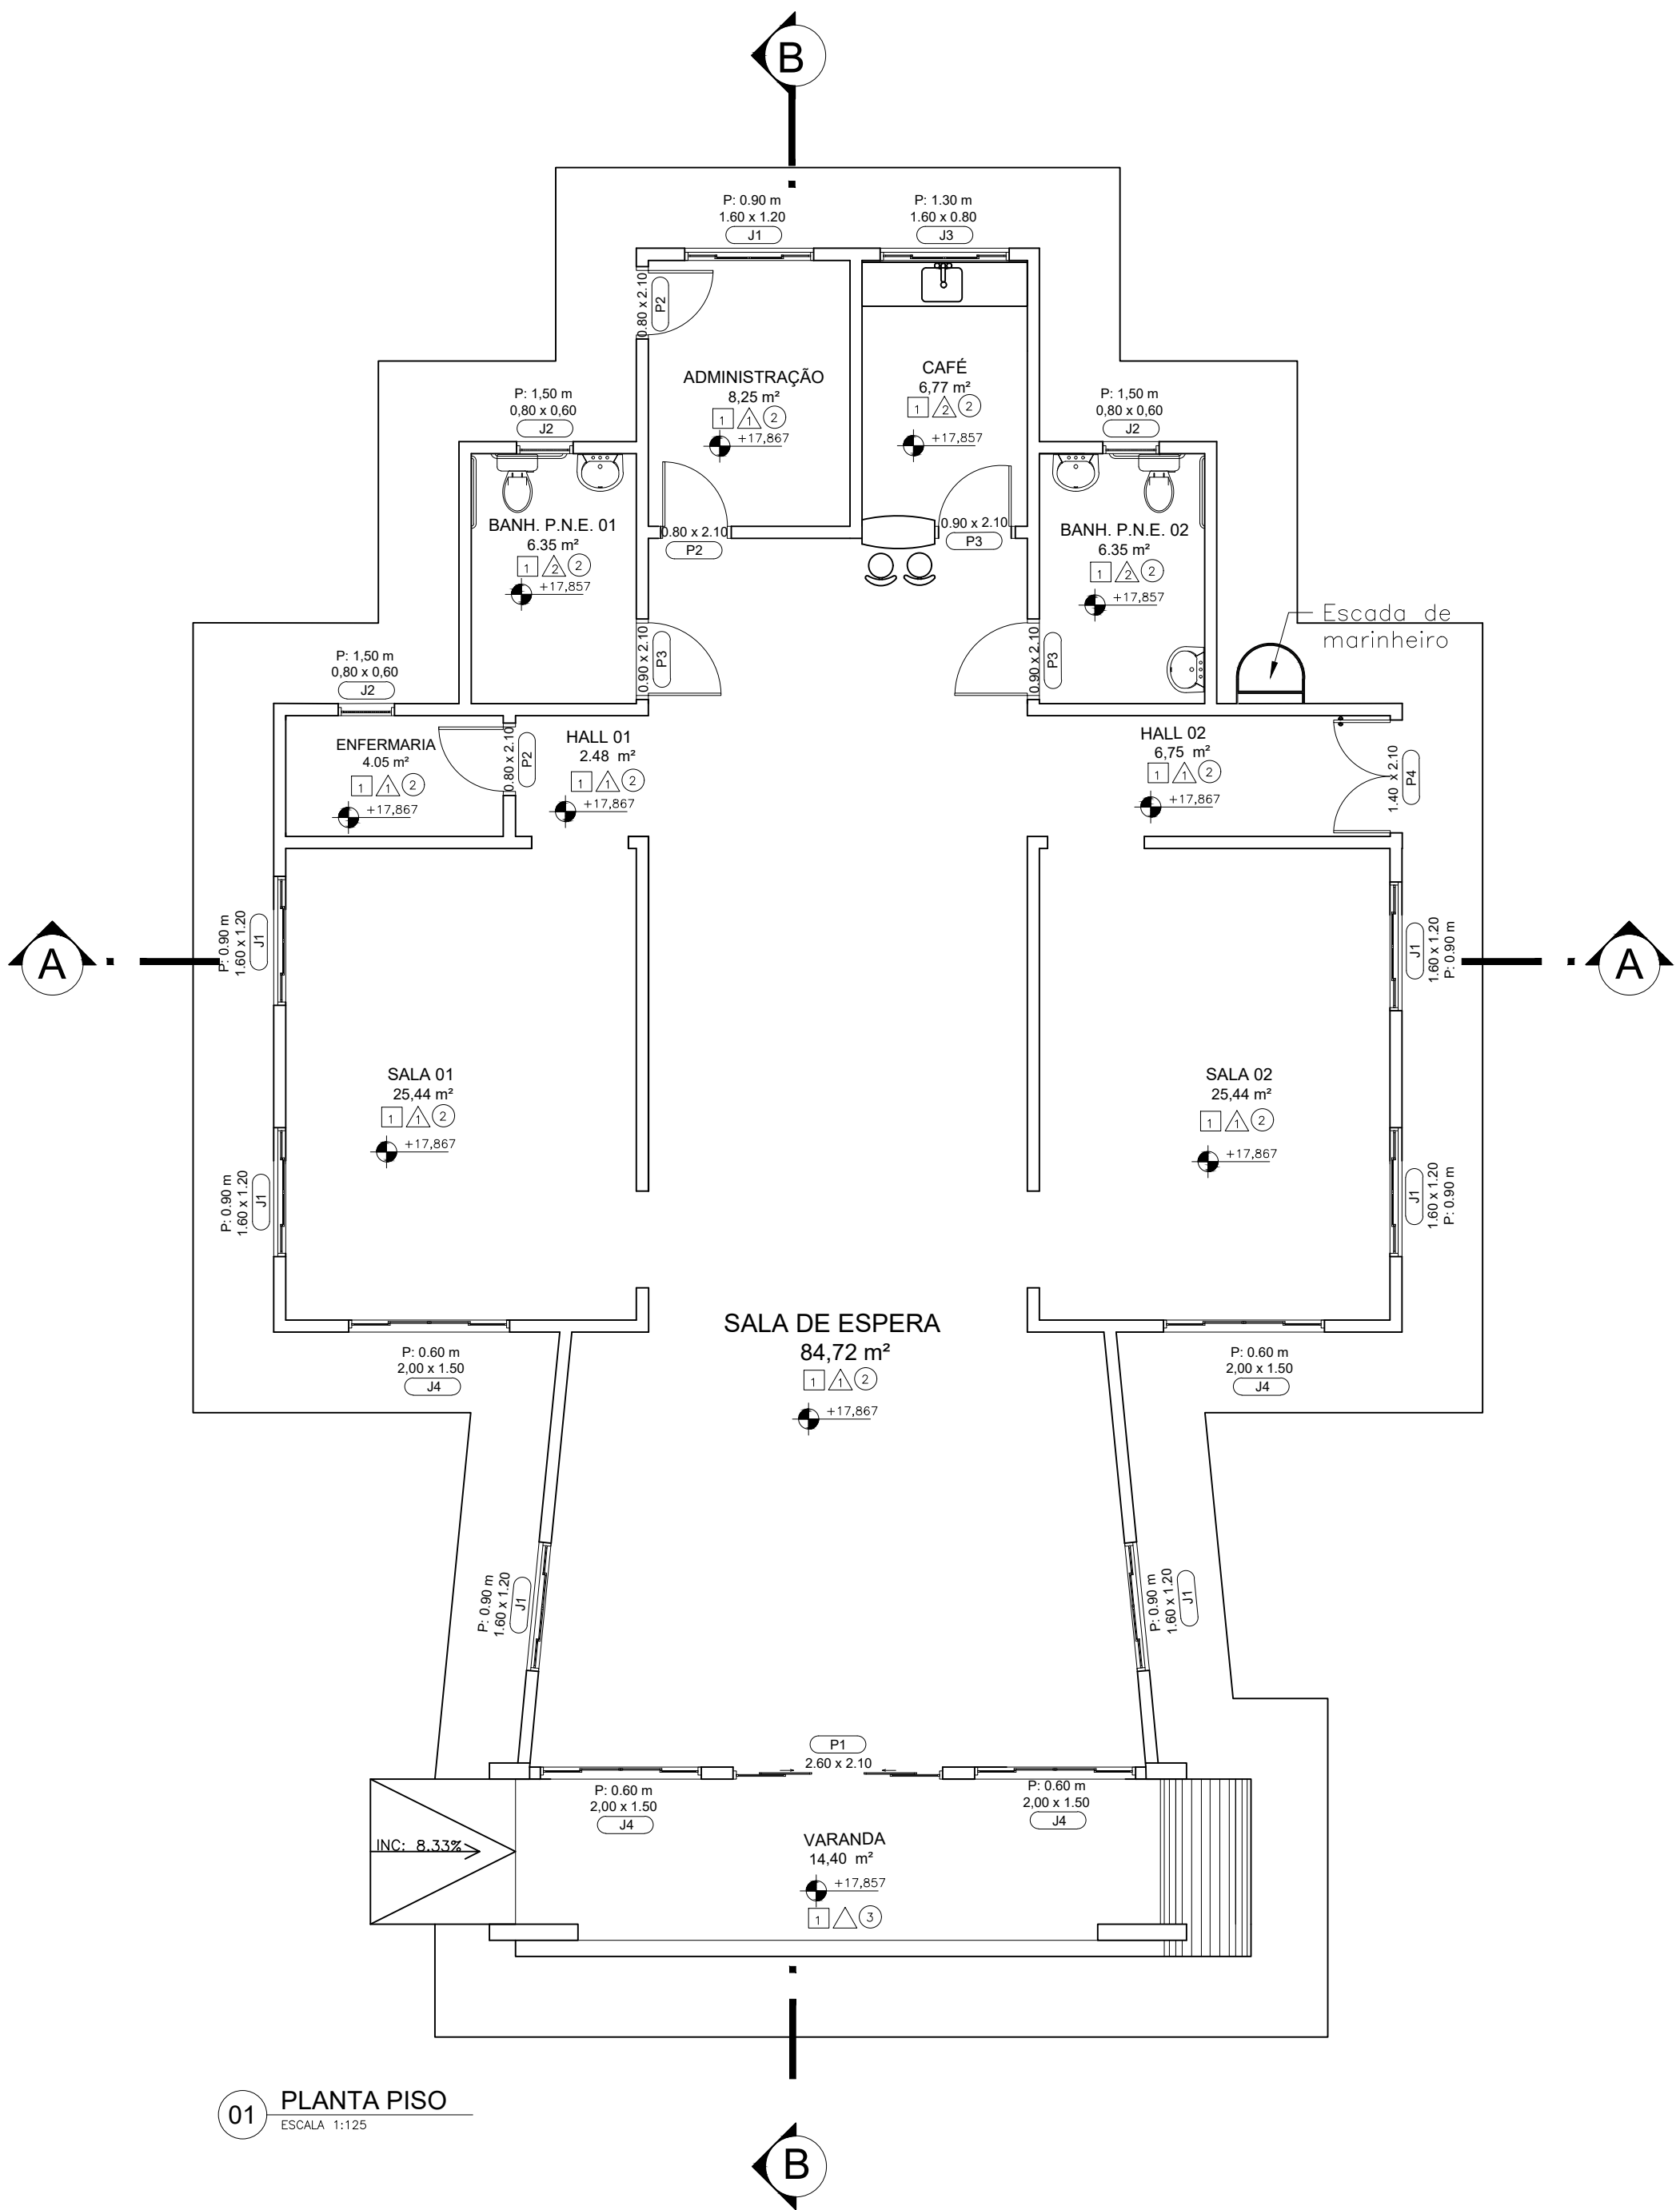 B
P: 0.90 m
1.60 x 1.20
J1
P: 1.30 m
1.60 x 0.80
J3
0.80 x 2.10
P2
ADMINISTRAÇÃO
8,25 m²
1 1 2
+17,867
CAFÉ
6,77 m²
1 2 2
+17,857
P: 1,50 m
0,80 x 0,60
J2
P: 1,50 m
0,80 x 0,60
J2
BANH. P.N.E. 01
6.35 m²
1 2 2
+17,857
0.80 x 2.10
P2
0.90 x 2.10
P3
BANH. P.N.E. 02
6.35 m²
1 2 2
+17,857
Escada de
marinheiro
0.90 x 2.10
P3
0.90 x 2.10
P3
P: 1,50 m
0,80 x 0,60
J2
ENFERMARIA
4.05 m²
1 1 2
+17,867
0.80 x 2.10
P2
HALL 01
2.48 m²
1 1 2
+17,867
HALL 02
6,75 m²
1 1 2
+17,867
1.40 x 2.10
P4
A
P: 0.90 m
1.60 x 1.20
J1
J1
1.60 x 1.20
P: 0.90 m
A
SALA 01
25,44 m²
1 1 2
+17,867
SALA 02
25,44 m²
1 1 2
+17,867
P: 0.90 m
1.60 x 1.20
J1
J1
1.60 x 1.20
P: 0.90 m
SALA DE ESPERA
84,72 m²
1 1 2
+17,867
P: 0.60 m
2,00 x 1.50
J4
P: 0.60 m
2,00 x 1.50
J4
P: 0.90 m
1.60 x 1.20
J1
P: 0.90 m
1.60 x 1.20
J1
P1
2.60 x 2.10
P: 0.60 m
2,00 x 1.50
J4
P: 0.60 m
2,00 x 1.50
J4
INC: 8.33%
VARANDA
14,40 m²
+17,857
1 3
01 PLANTA PISO
ESCALA 1:125
B